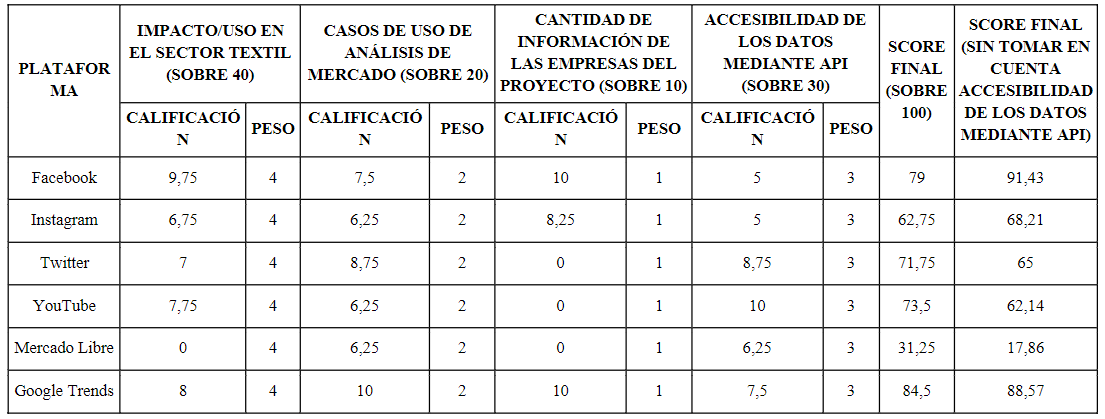 PLATAFOR
MA
IMPACTO/USO EN
EL SECTOR TEXTIL
(SOBRE 40)
CASOS DE USO DE
ANÁLISIS DE
MERCADO (SOBRE 20)
CANTIDAD DE
INFORMACIÓN DE
LAS EMPRESAS DEL
PROYECTO (SOBRE 10)
ACCESIBILIDAD DE
LOS DATOS
MEDIANTE API
(SOBRE 30)
SCORE
FINAL
(SOBRE
100)
SCORE FINAL
(SIN TOMAR EN
CUENTA
ACCESIBILIDAD
DE LOS DATOS
MEDIANTE API)
CALIFICACIÓ
N
PESO
CALIFICACIÓ
N
PESO
CALIFICACIÓ
N
PESO
CALIFICACIÓ
N
PESO
Facebook 9,75 4 7,5 2 10 1 5 3 79 91,43
Instagram 6,75 4 6,25 2 8,25 1 5 3 62,75 68,21
Twitter 7 4 8,75 2 0 1 8,75 3 71,75 65
YouTube 7,75 4 6,25 2 0 1 10 3 73,5 62,14
Mercado Libre 0 4 6,25 2 0 1 6,25 3 31,25 17,86
Google Trends 8 4 10 2 10 1 7,5 3 84,5 88,57